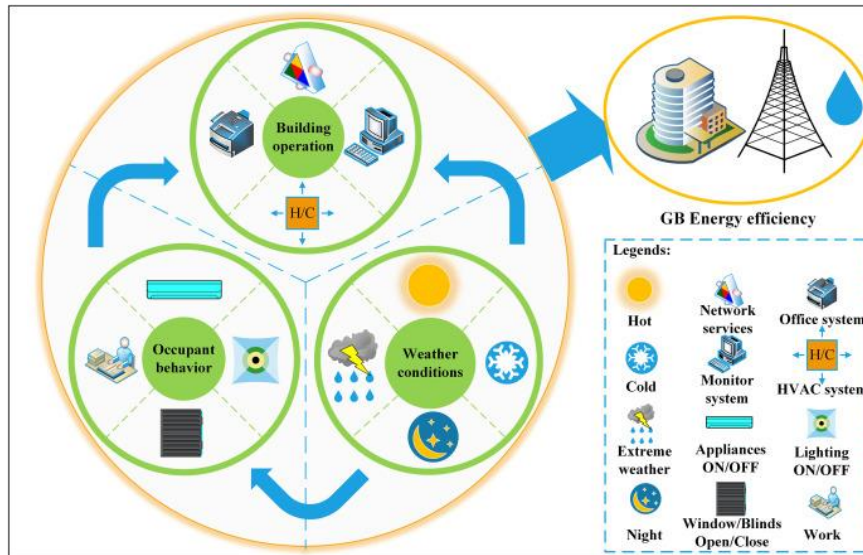 Building
operation
H/C
Occupant
behavior
Weather
conditions
GB Energy efficiency
Legends:
Hot
Network
services
Office system
Cold
Monitor
system
H/C
HVAC system
Extreme
weather
Appliances
ON/OFF
Lighting
ON/OFF
Night
Window/Blinds
Open/Close
Work